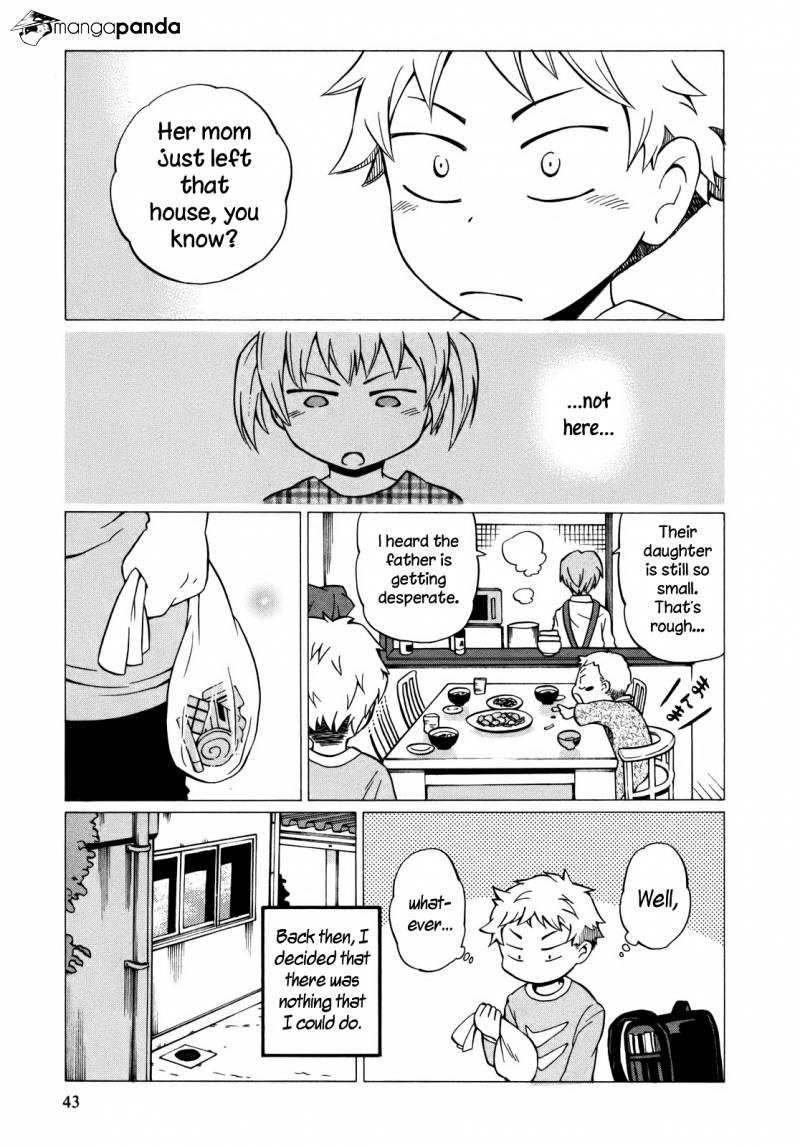 mangapanda
Her mom
just left
that
house, you
know?
...not
here...
Their
daughter
is still so
small.
That's
rough...
I heard the
father is
getting
desperate.
Well,
what-
ever...
Back then, I
decided that
there was
nothing that
I could do.
43